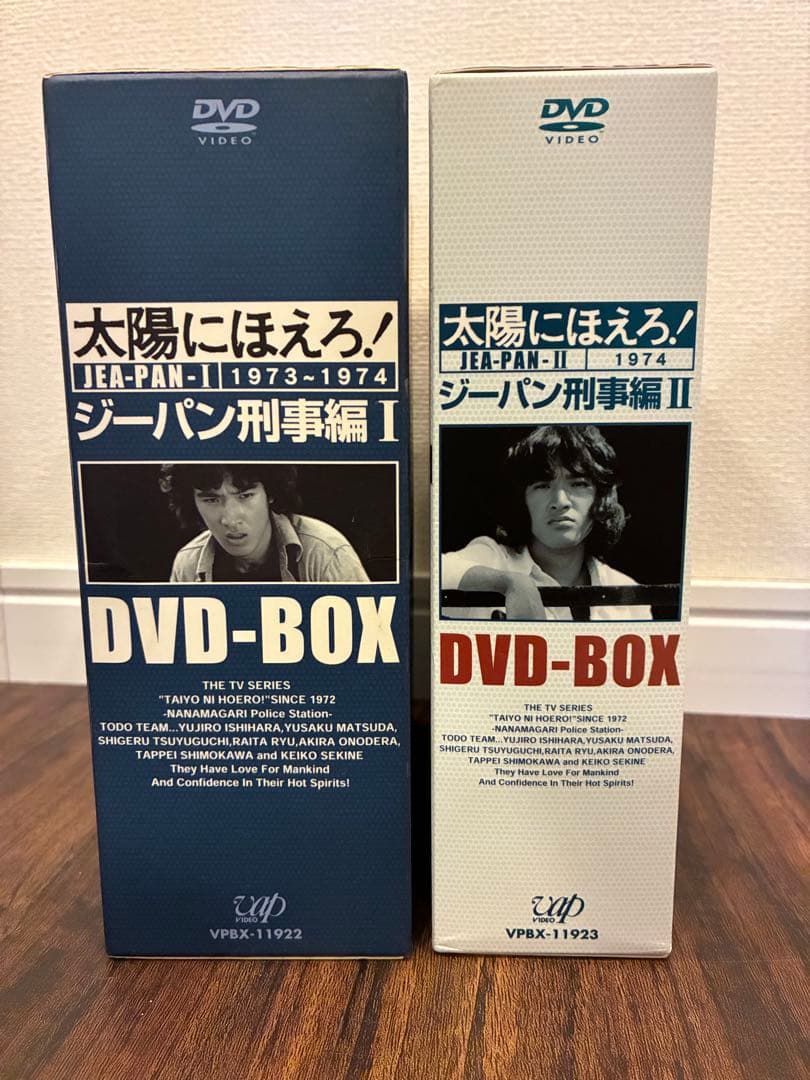 DVD
VIDEO
太陽にほえろ!
JEA-PAN-I 1973~1974
ジーパン刑事編 I
DVD-BOX
THE TV SERIES
"TAIYO NI HOERO!"SINCE 1972
-NANAMAGARI Police Station-
TODO TEAM...YUJIRO ISHIHARA,YUSAKU MATSUDA,
SHIGERU TSUYUGUCHI,RAITA RYU,AKIRA ONODERA,
TAPPEI SHIMOKAWA and KEIKO SEKINE
They Have Love For Mankind
And Confidence In Their Hot Spirits!
vap
VIDEO
VPBX-11922
DVD
VIDEO
太陽にほえろ!
JEA-PAN-II 1974
ジーパン刑事編 II
DVD-BOX
THE TV SERIES
"TAIYO NI HOERO!"SINCE 1972
-NANAMAGARI Police Station-
TODO TEAM...YUJIRO ISHIHARA,YUSAKU MATSUDA,
SHIGERU TSUYUGUCHI,RAITA RYU,AKIRA ONODERA,
TAPPEI SHIMOKAWA and KEIKO SEKINE
They Have Love For Mankind
And Confidence In Their Hot Spirits!
vap
VIDEO
VPBX-11923